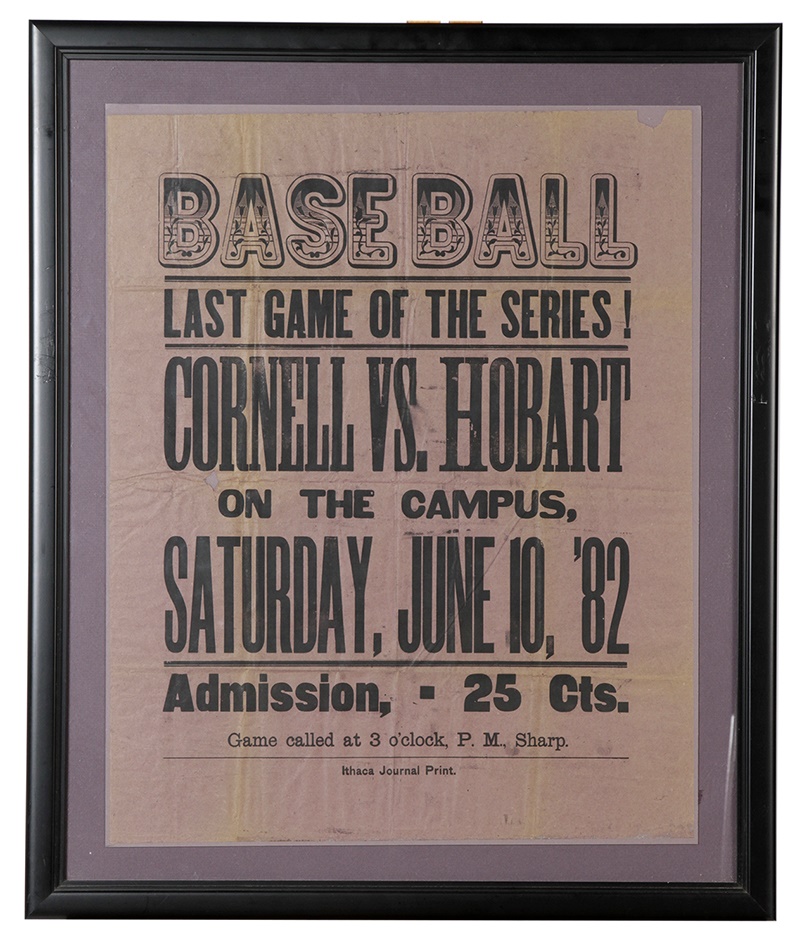 BASE BALL
LAST GAME OF THE SERIES!
CORNELL VS. HOBART
ON THE CAMPUS,
SATURDAY, JUNE 10, '82
Admission, - 25 Cts.
Game called at 3 o'clock, P. M., Sharp.
Ithaca Journal Print.